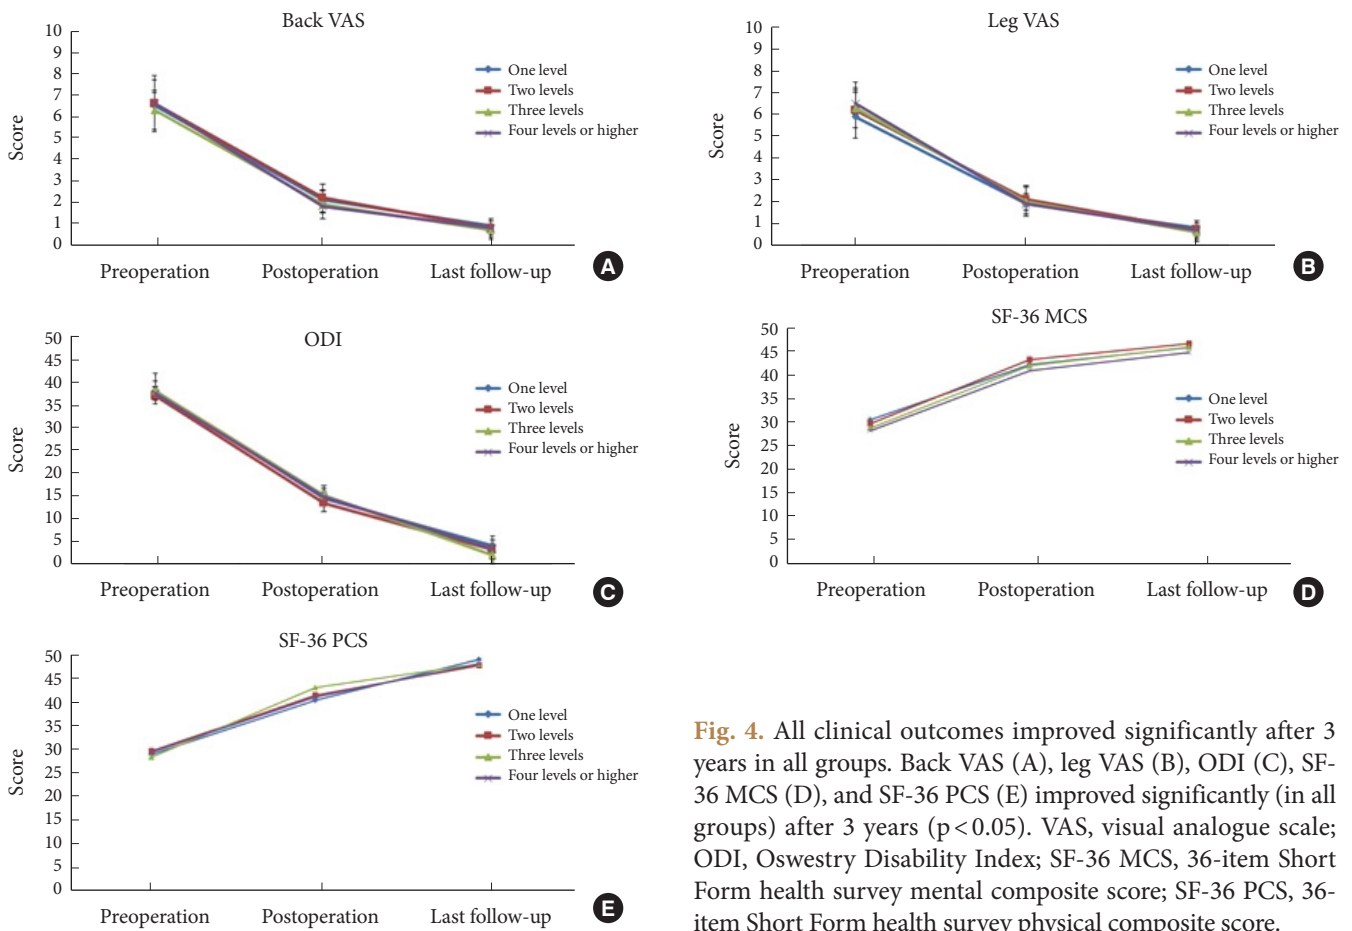 Back VAS
10
9
8
7
6
5
4
3
2
1
0
Score
One level
Two levels
Three levels
Four levels or higher
Preoperation Postoperation Last follow-up
A
Leg VAS
10
9
8
7
6
5
4
3
2
1
0
Score
One level
Two levels
Three levels
Four levels or higher
Preoperation Postoperation Last follow-up
B
ODI
50
45
40
35
30
25
20
15
10
5
0
Score
One level
Two levels
Three levels
Four levels or higher
Preoperation Postoperation Last follow-up
C
SF-36 MCS
50
45
40
35
30
25
20
15
10
5
0
Score
One level
Two levels
Three levels
Four levels or higher
Preoperation Postoperation Last follow-up
D
SF-36 PCS
50
45
40
35
30
25
20
15
10
5
0
Score
One level
Two levels
Three levels
Four levels or higher
Preoperation Postoperation Last follow-up
E
Fig. 4. All clinical outcomes improved significantly after 3
years in all groups. Back VAS (A), leg VAS (B), ODI (C), SF-
36 MCS (D), and SF-36 PCS (E) improved significantly (in all
groups) after 3 years (p<0.05). VAS, visual analogue scale;
ODI, Oswestry Disability Index; SF-36 MCS, 36-item Short
Form health survey mental composite score; SF-36 PCS, 36-
item Short Form health survey physical composite score.